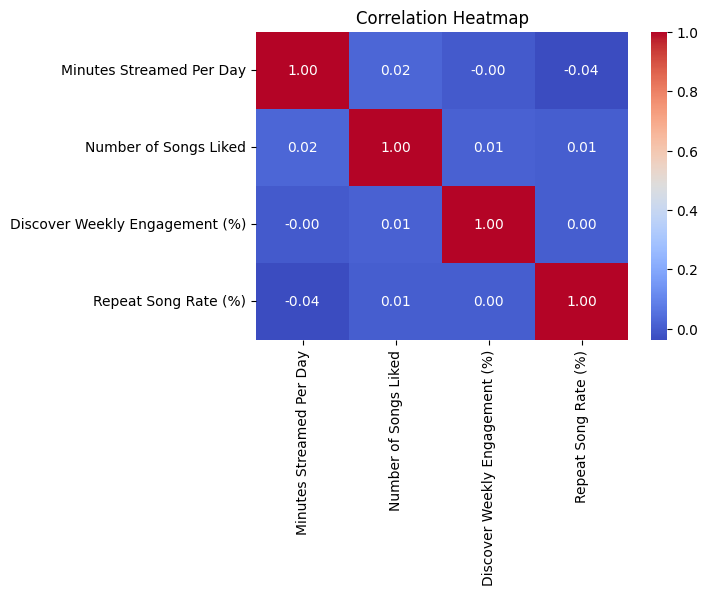 Correlation Heatmap
Minutes Streamed Per Day 1.00 0.02 -0.00 -0.04
Number of Songs Liked 0.02 1.00 0.01 0.01
Discover Weekly Engagement (%) -0.00 0.01 1.00 0.00
Repeat Song Rate (%) -0.04 0.01 0.00 1.00
Minutes Streamed Per Day
Number of Songs Liked
Discover Weekly Engagement (%)
Repeat Song Rate (%)
1.0
0.8
0.6
0.4
0.2
0.0